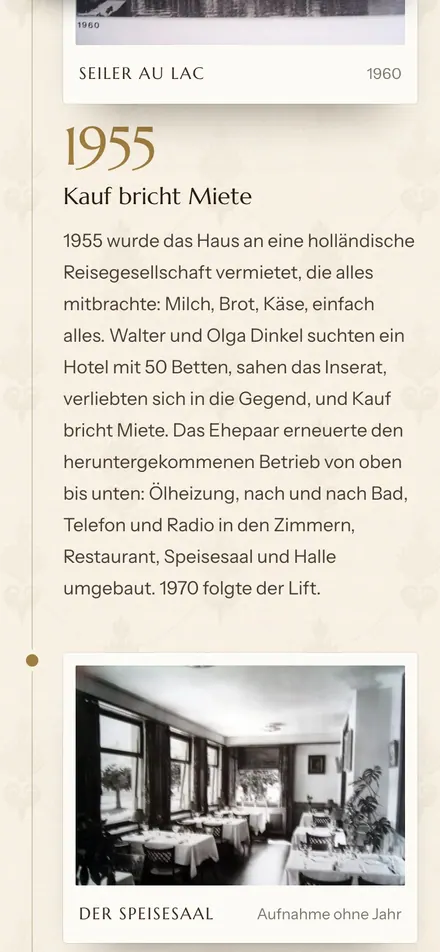 1960
SEILER AU LAC 1960
1955
Kauf bricht Miete
1955 wurde das Haus an eine holländische
Reisegesellschaft vermietet, die alles
mitbrachte: Milch, Brot, Käse, einfach
alles. Walter und Olga Dinkel suchten ein
Hotel mit 50 Betten, sahen das Inserat,
verliebten sich in die Gegend, und Kauf
bricht Miete. Das Ehepaar erneuerte den
heruntergekommenen Betrieb von oben
bis unten: Ölheizung, nach und nach Bad,
Telefon und Radio in den Zimmern,
Restaurant, Speisesaal und Halle
umgebaut. 1970 folgte der Lift.
DER SPEISESAAL Aufnahme ohne Jahr